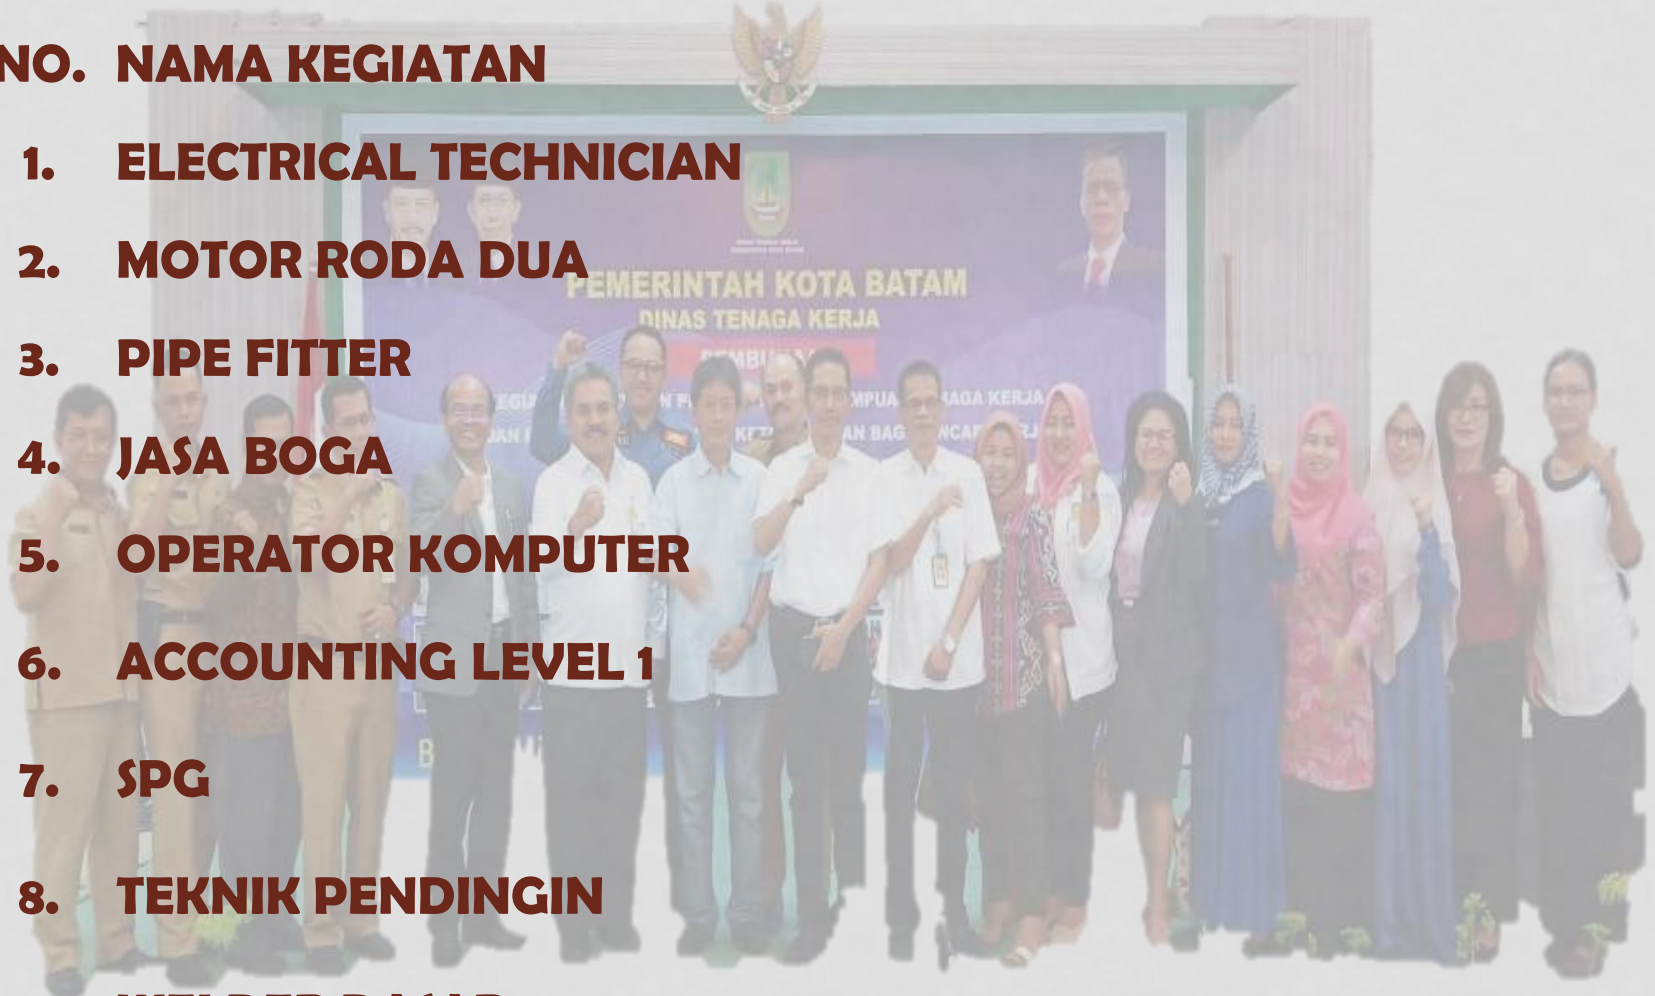 NO. NAMA KEGIATAN
1. ELECTRICAL TECHNICIAN
2. MOTOR RODA DUA
3. PIPE FITTER
4. JASA BOGA
5. OPERATOR KOMPUTER
6. ACCOUNTING LEVEL 1
7. SPG
8. TEKNIK PENDINGIN
PEMERINTAH KOTA BATAM
DINAS TENAGA KERJA
KERJA